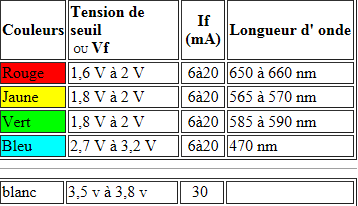 Couleurs Tension de seuil ou Vf If (mA) Longueur d' onde
Rouge 1,6 V à 2 V 6à20 650 à 660 nm
Jaune 1,8 V à 2 V 6à20 565 à 570 nm
Vert 1,8 V à 2 V 6à20 585 à 590 nm
Bleu 2,7 V à 3,2 V 6à20 470 nm
blanc 3,5 v à 3,8 v 30